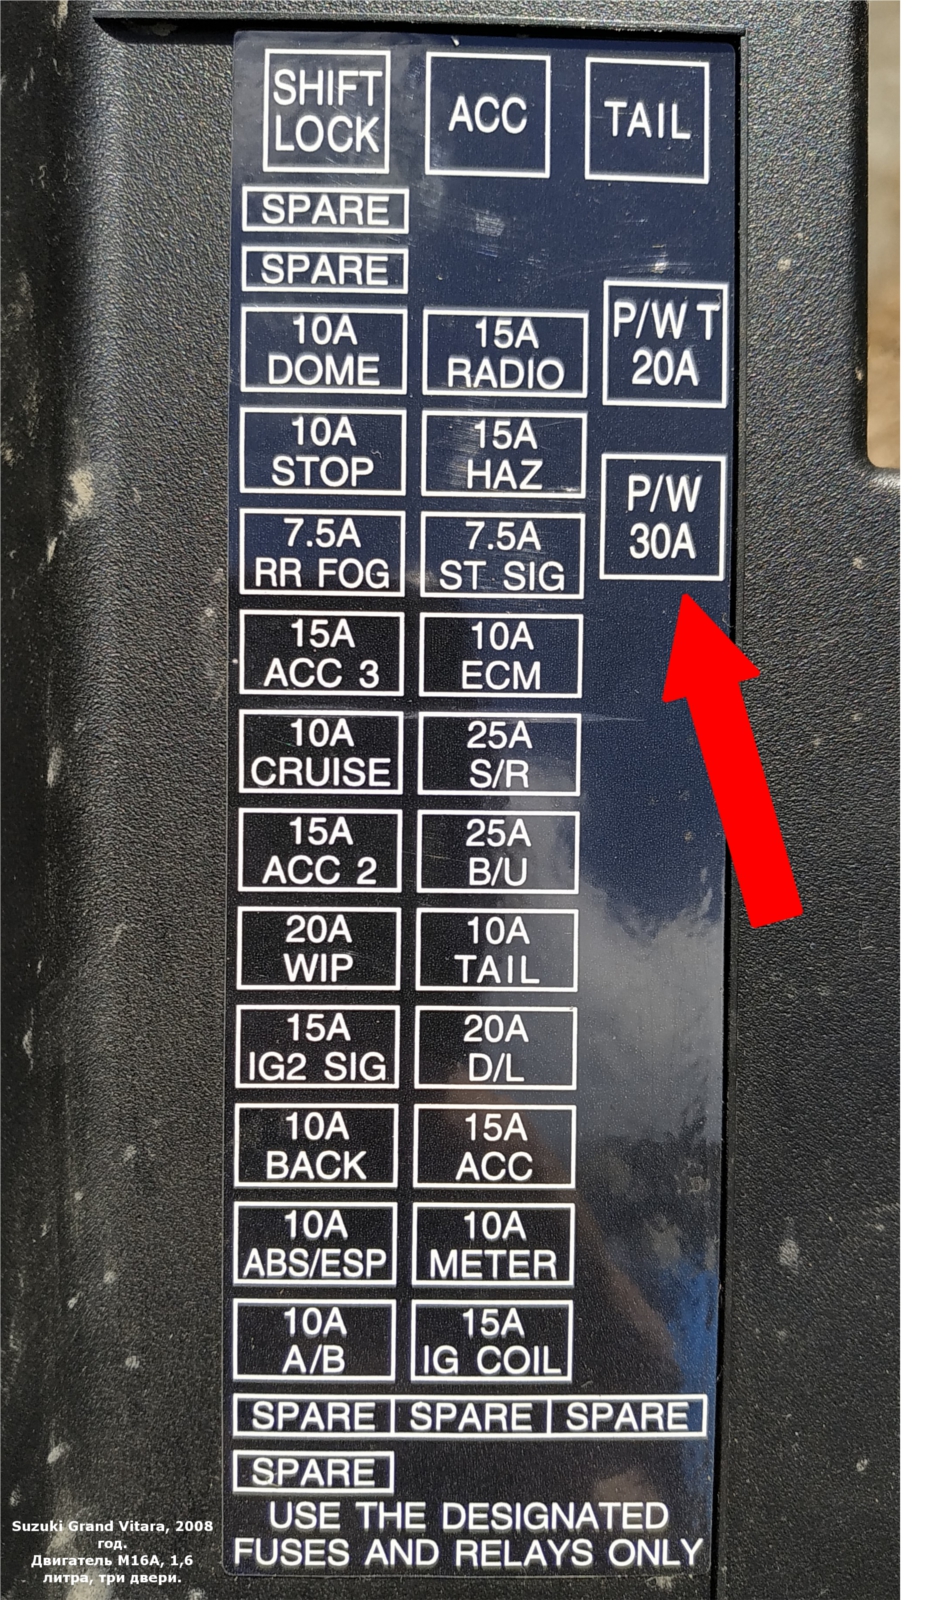 SHIFT
LOCK
ACC
TAIL
SPARE
SPARE
10A
DOME
15A
RADIO
P/W T
20A
10A
STOP
15A
HAZ
P/W
30A
7.5A
RR FOG
7.5A
ST SIG
15A
ACC 3
10A
ECM
10A
CRUISE
25A
S/R
15A
ACC 2
25A
B/U
20A
WIP
10A
TAIL
15A
IG2 SIG
20A
D/L
10A
BACK
15A
ACC
10A
ABS/ESP
10A
METER
10A
A/B
15A
IG COIL
SPARE SPARE SPARE
SPARE
USE THE DESIGNATED
FUSES AND RELAYS ONLY
Suzuki Grand Vitara, 2008
год.
Двигатель М16А, 1,6
литра, три двери.